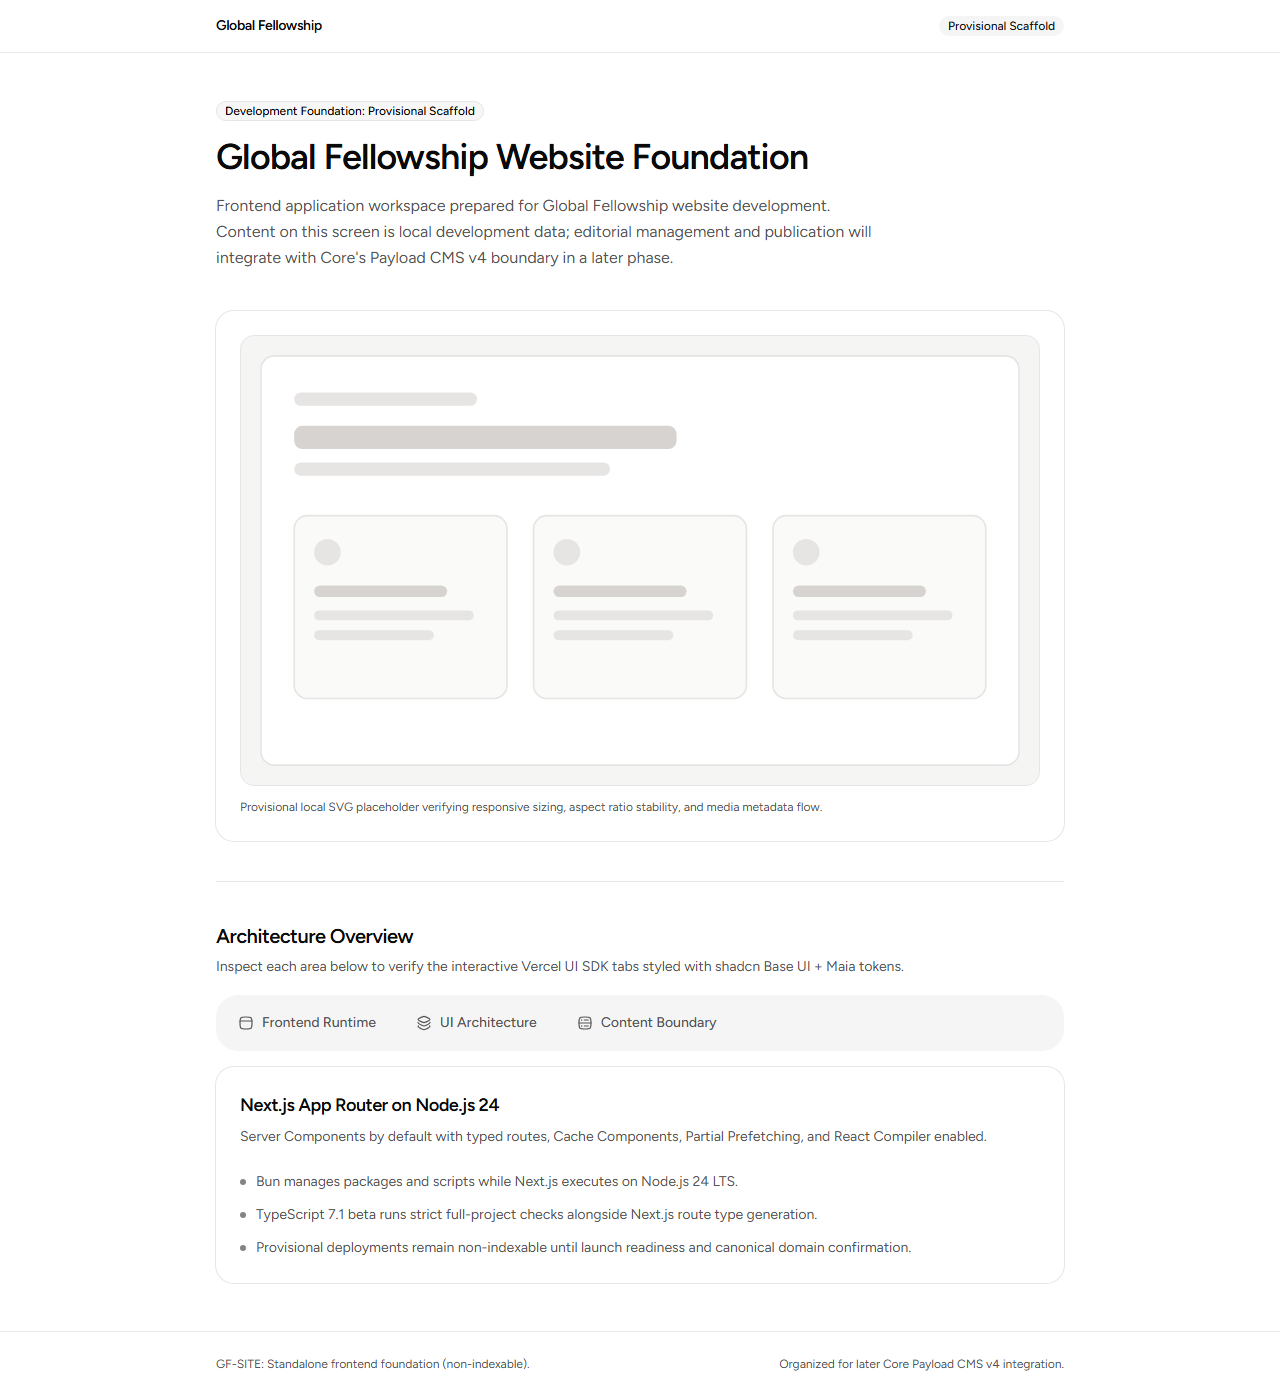 Global Fellowship
Provisional Scaffold
Development Foundation: Provisional Scaffold
Global Fellowship Website Foundation
Frontend application workspace prepared for Global Fellowship website development.
Content on this screen is local development data; editorial management and publication will
integrate with Core's Payload CMS v4 boundary in a later phase.
Provisional local SVG placeholder verifying responsive sizing, aspect ratio stability, and media metadata flow.
Architecture Overview
Inspect each area below to verify the interactive Vercel UI SDK tabs styled with shadcn Base UI + Maia tokens.
Frontend Runtime
UI Architecture
Content Boundary
Next.js App Router on Node.js 24
Server Components by default with typed routes, Cache Components, Partial Prefetching, and React Compiler enabled.
Bun manages packages and scripts while Next.js executes on Node.js 24 LTS.
TypeScript 7.1 beta runs strict full-project checks alongside Next.js route type generation.
Provisional deployments remain non-indexable until launch readiness and canonical domain confirmation.
GF-SITE: Standalone frontend foundation (non-indexable).
Organized for later Core Payload CMS v4 integration.